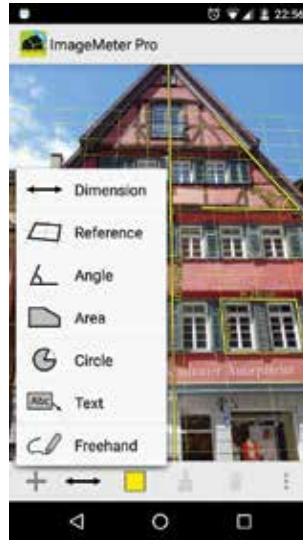 22:56
ImageMeter Pro
Dimension
Reference
Angle
Area
Circle
Abc
Text
Freehand